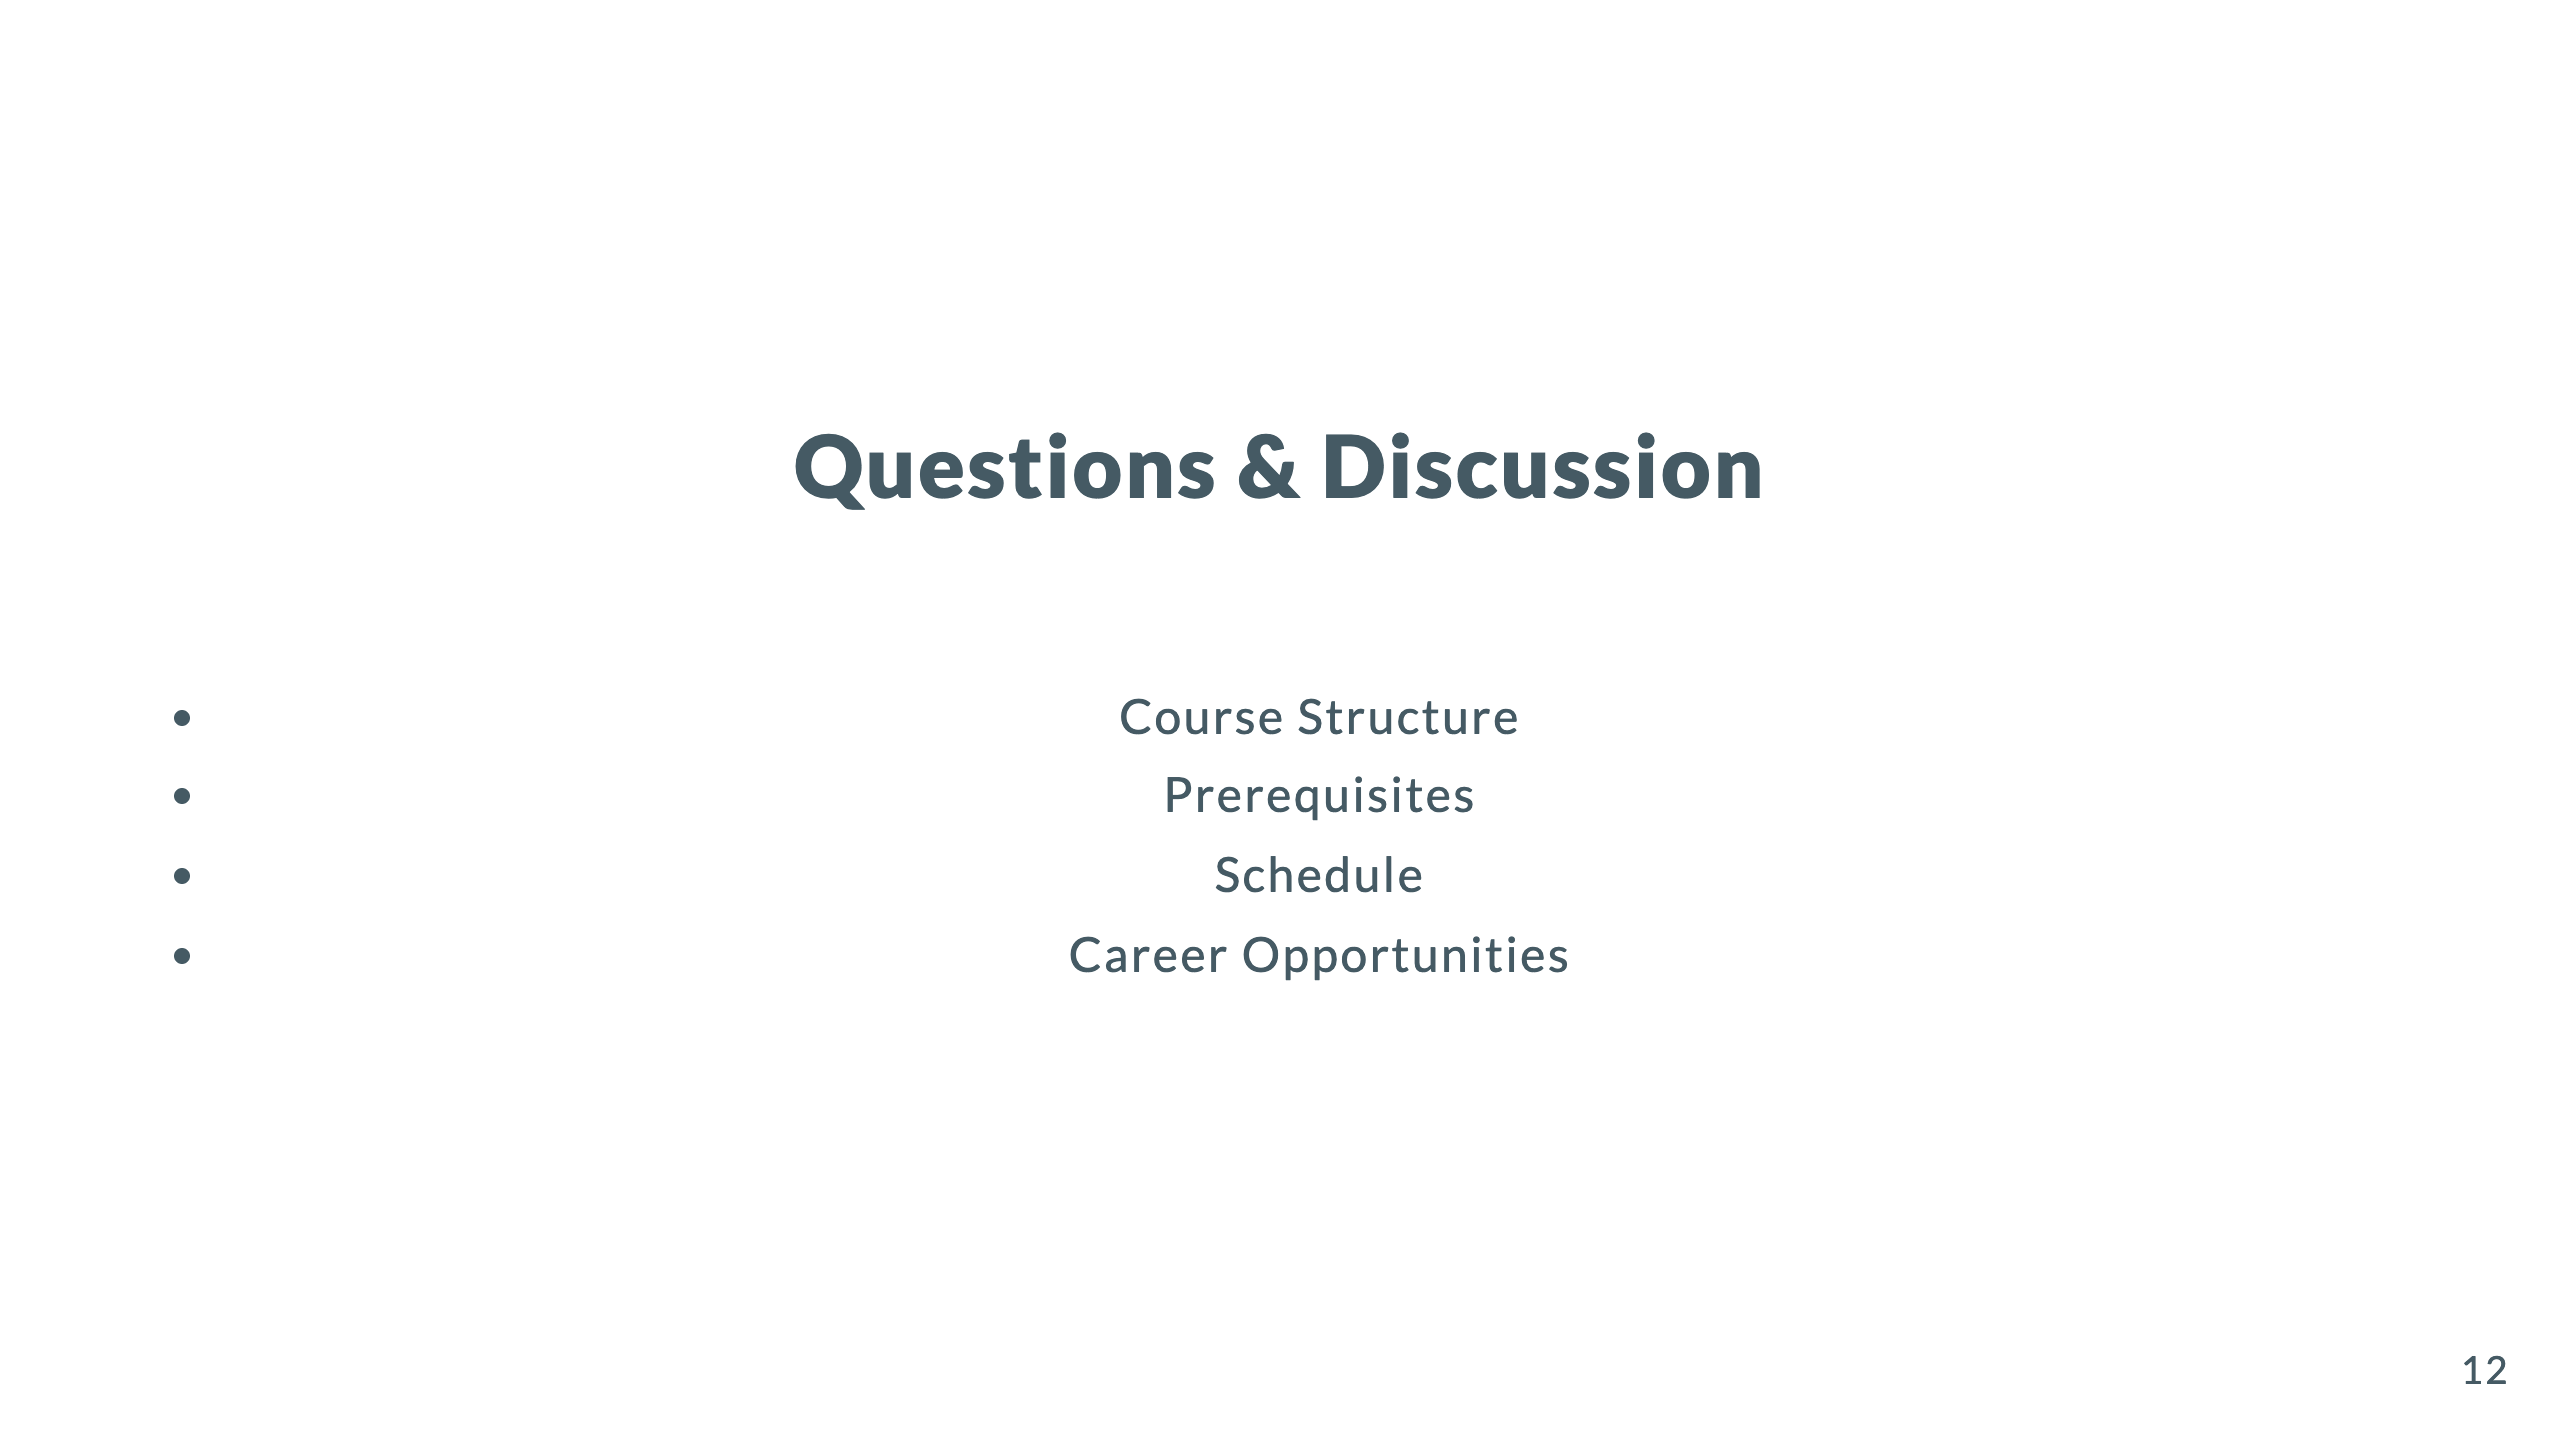 Questions & Discussion
• Course Structure
• Prerequisites
• Schedule
• Career Opportunities
12